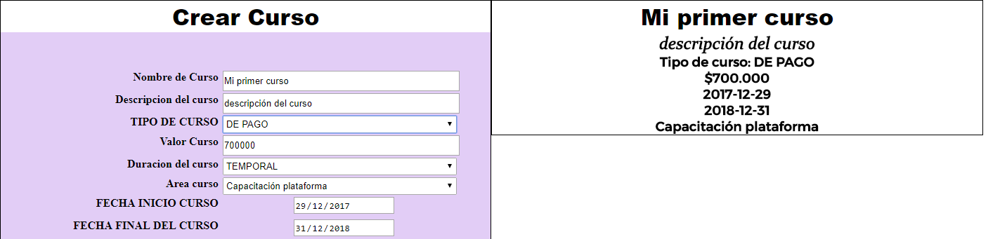 Crear Curso
Nombre de Curso Mi primer curso
Descripcion del curso descripción del curso
TIPO DE CURSO DE PAGO
Valor Curso 700000
Duracion del curso TEMPORAL
Area curso Capacitación plataforma
FECHA INICIO CURSO 29/12/2017
FECHA FINAL DEL CURSO 31/12/2018
Mi primer curso
descripción del curso
Tipo de curso: DE PAGO
$700.000
2017-12-29
2018-12-31
Capacitación plataforma